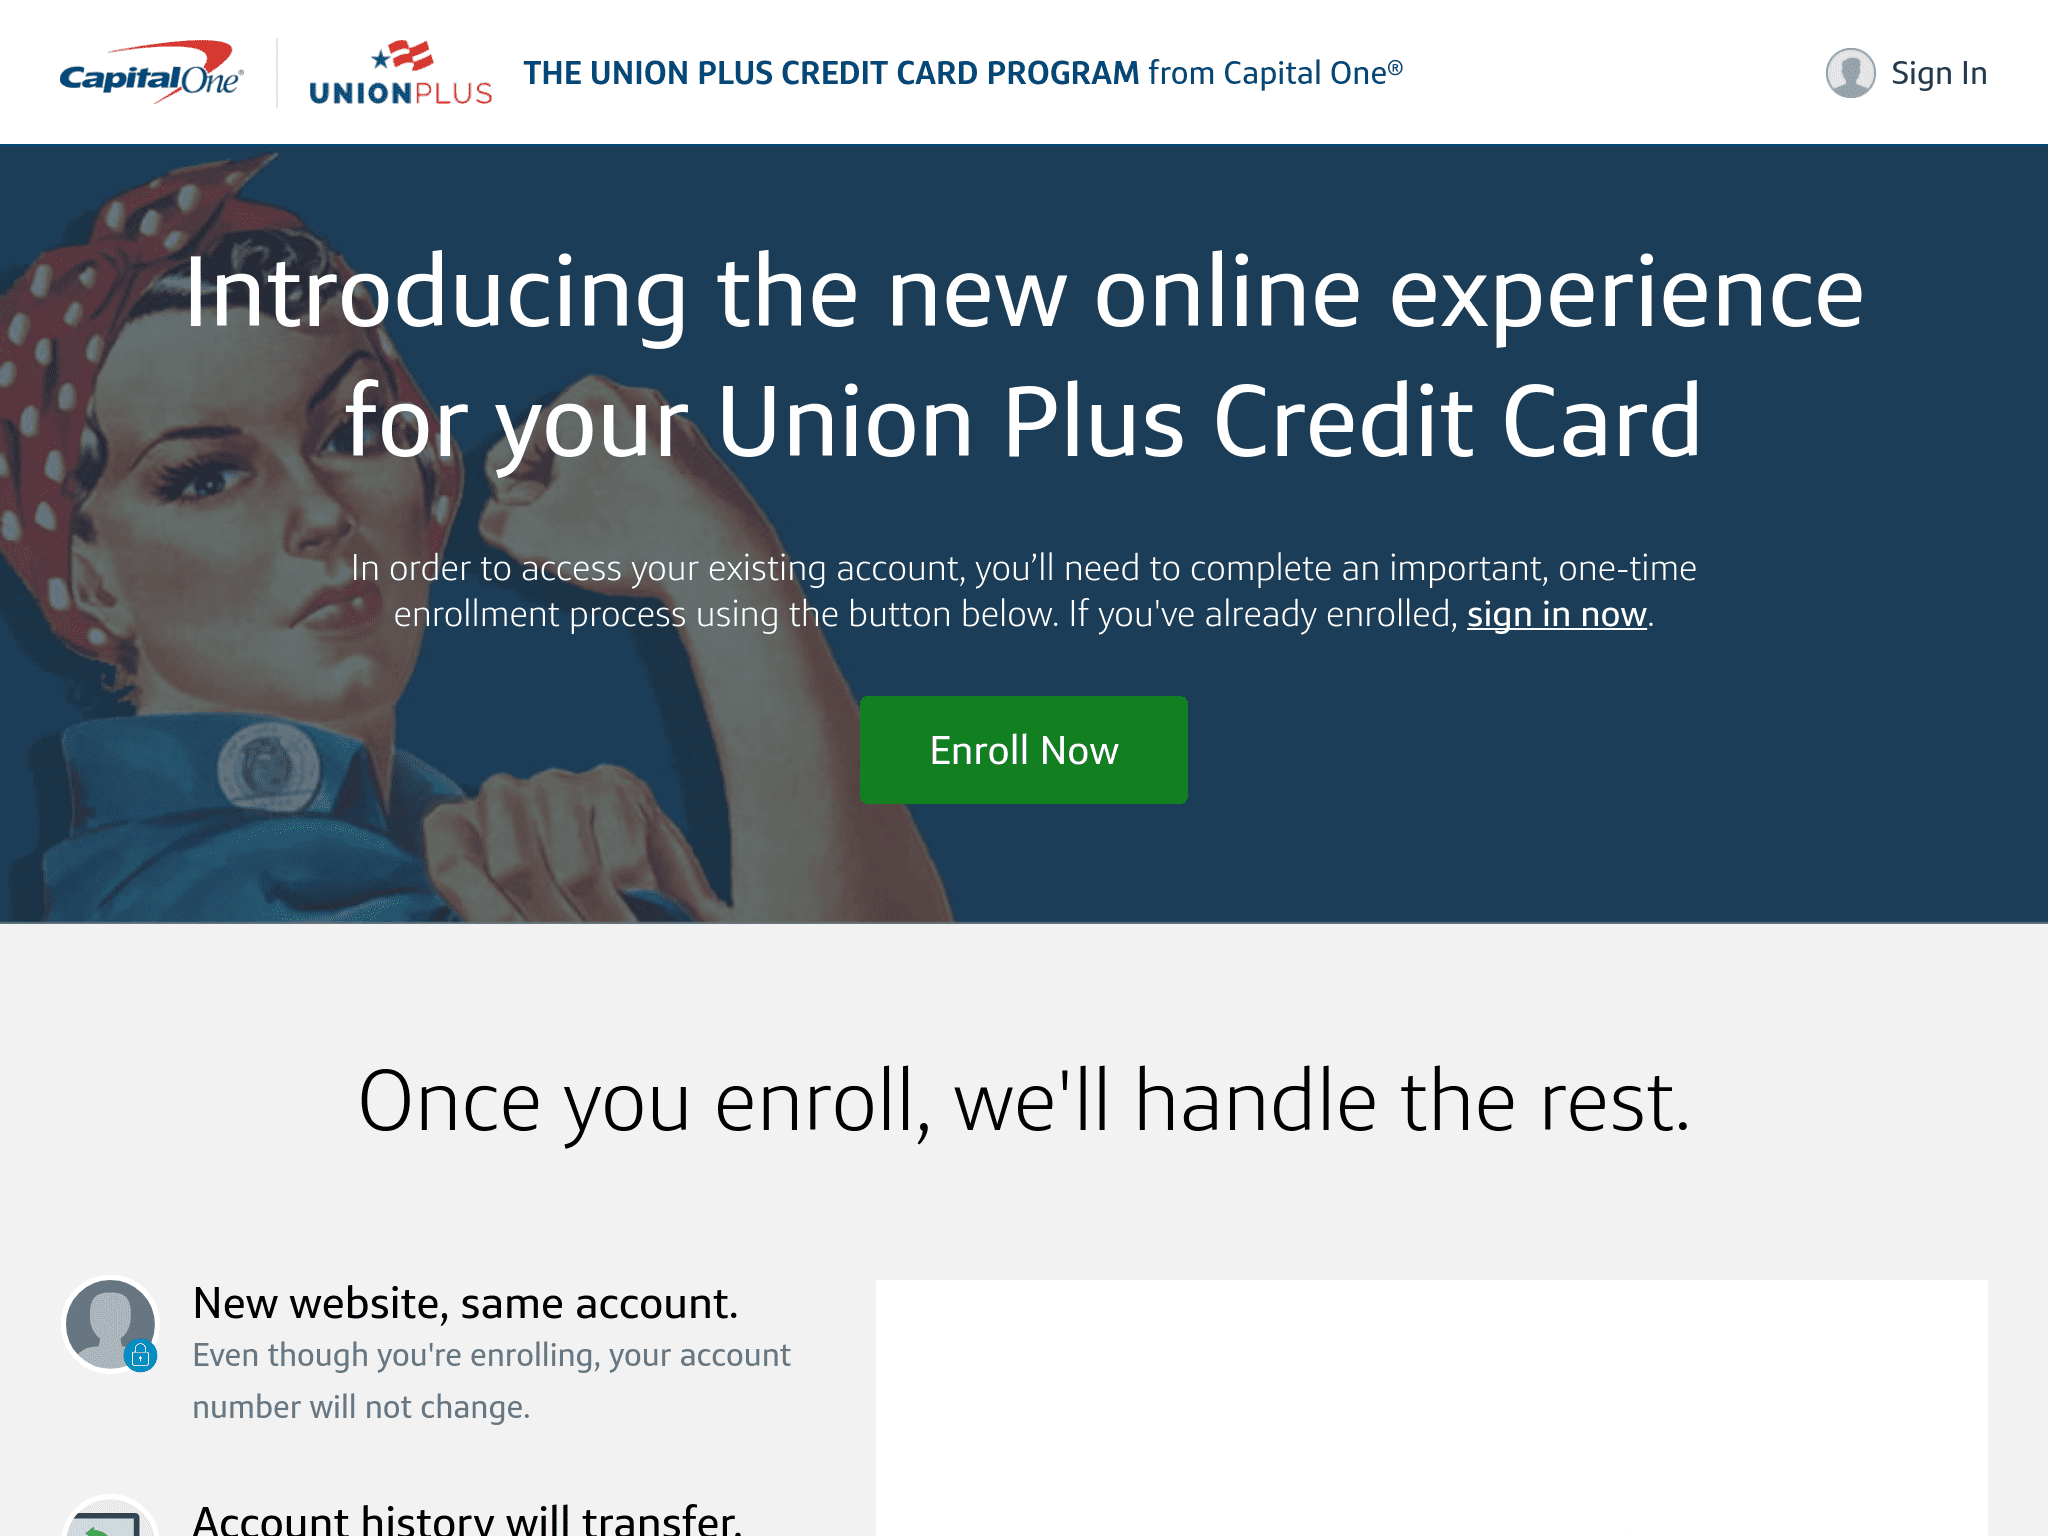 CapitalOne®
UNIONPLUS
THE UNION PLUS CREDIT CARD PROGRAM from Capital One®
Sign In
Introducing the new online experience
for your Union Plus Credit Card
In order to access your existing account, you’ll need to complete an important, one-time
enrollment process using the button below. If you've already enrolled, sign in now.
Enroll Now
Once you enroll, we'll handle the rest.
New website, same account.
Even though you're enrolling, your account
number will not change.
Account history will transfer.